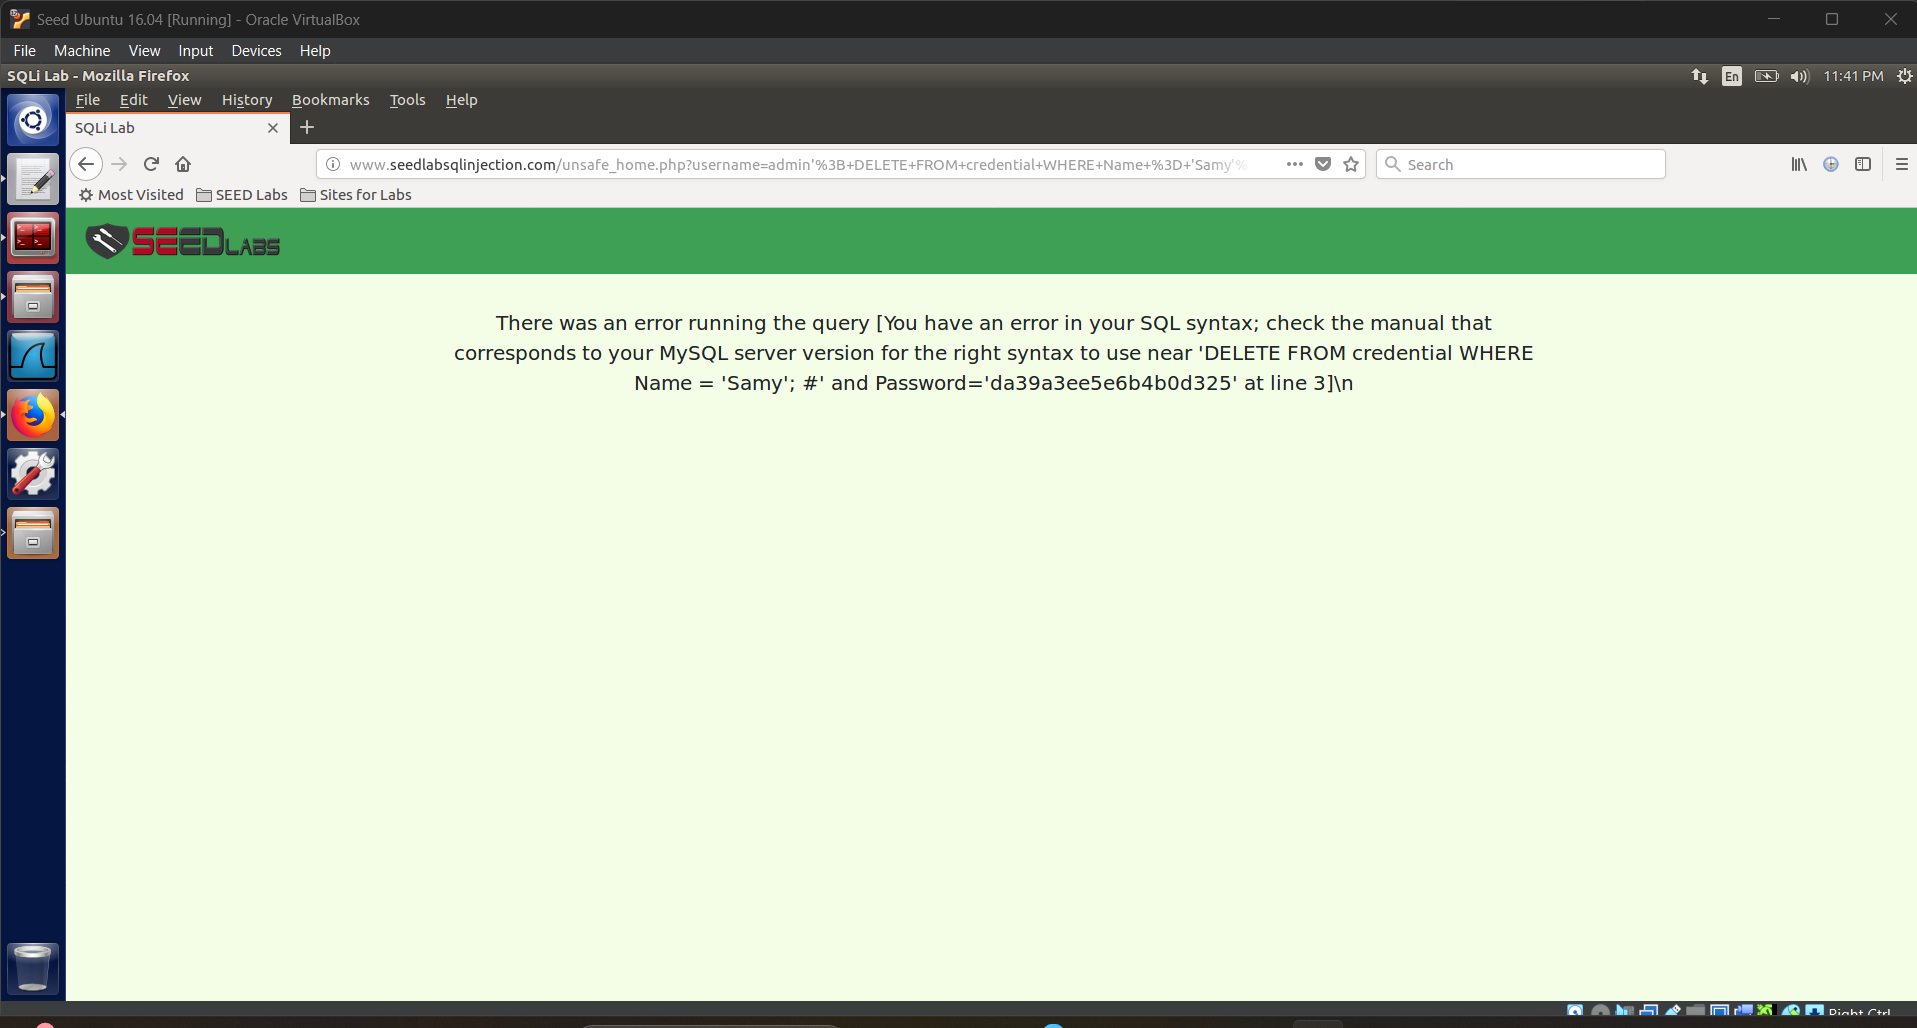 Seed Ubuntu 16.04 [Running] - Oracle VirtualBox
File Machine View Input Devices Help
SQLi Lab - Mozilla Firefox
En
11:41 PM
File Edit View History Bookmarks Tools Help
SQLi Lab
www.seedlabsqlinjection.com/unsafe_home.php?username=admin'%3B+DELETE+FROM+credential+WHERE+Name+%3D+'Samy'%
Search
Most Visited SEED Labs Sites for Labs
SEEDLABS
There was an error running the query [You have an error in your SQL syntax; check the manual that
corresponds to your MySQL server version for the right syntax to use near 'DELETE FROM credential WHERE
Name = 'Samy'; #' and Password='da39a3ee5e6b4b0d325' at line 3]\n
Right Ctrl